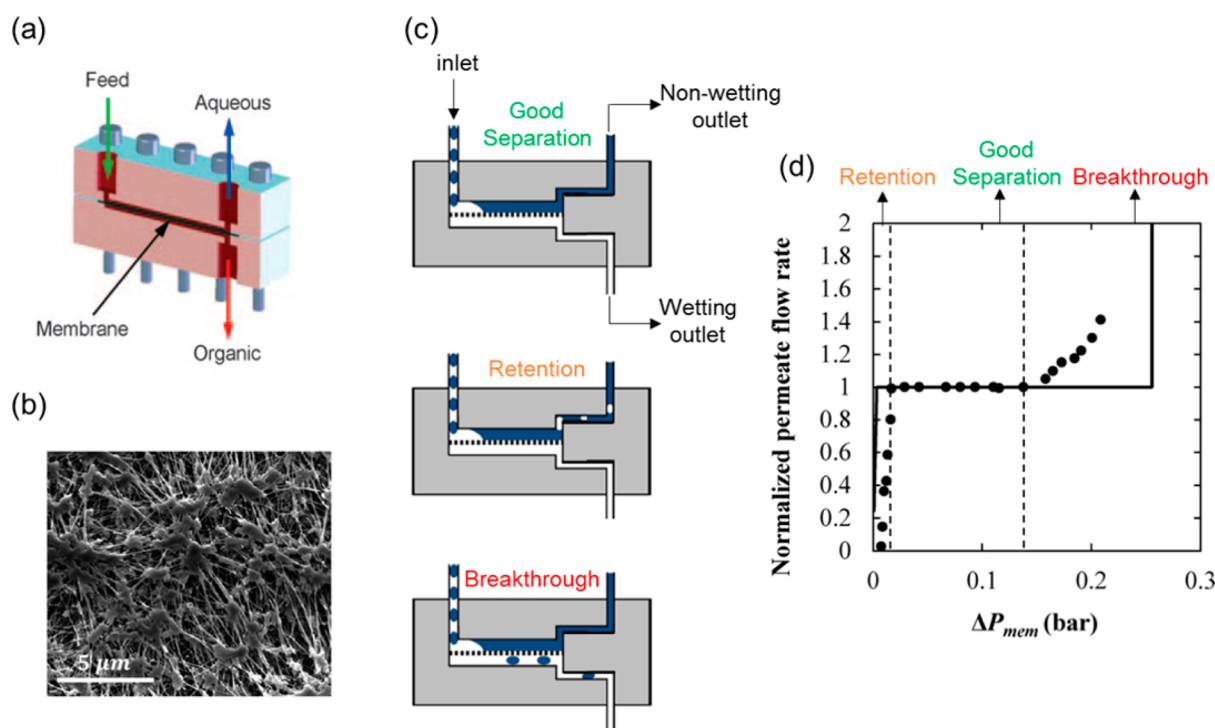 (a)
Feed
Aqueous
Membrane
Organic
(b)
5 μm
(c)
inlet
Good
Separation
Non-wetting
outlet
Wetting
outlet
Retention
Breakthrough
(d)
Retention
Good
Separation
Breakthrough
Normalized permeate flow rate
2
1.8
1.6
1.4
1.2
1
0.8
0.6
0.4
0.2
0
0
0.1
0.2
0.3
ΔPmem (bar)